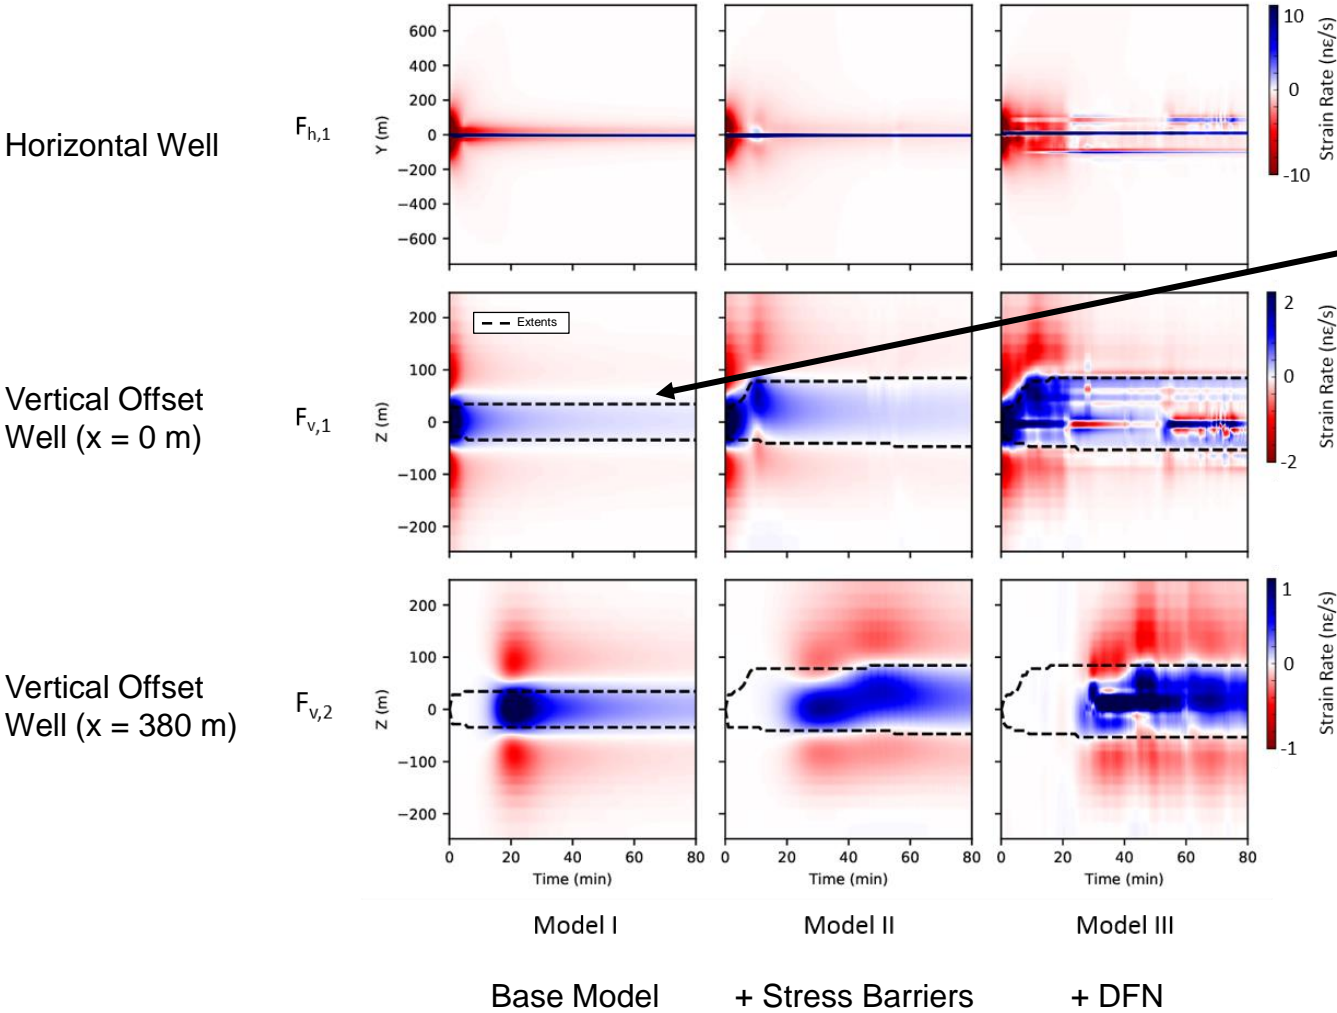 Horizontal Well
Fh,1
Y (m)
600
400
200
0
−200
−400
−600
10
0
-10
Strain Rate (nε/s)
Vertical Offset
Well (x = 0 m)
Fv,1
Z (m)
200
100
0
−100
−200
Extents
2
0
-2
Strain Rate (nε/s)
Vertical Offset
Well (x = 380 m)
Fv,2
Z (m)
200
100
0
−100
−200
1
0
-1
Strain Rate (nε/s)
0 20 40 60 80
0 20 40 60 80
0 20 40 60 80
Time (min)
Time (min)
Time (min)
Model I
Model II
Model III
Base Model
+ Stress Barriers
+ DFN